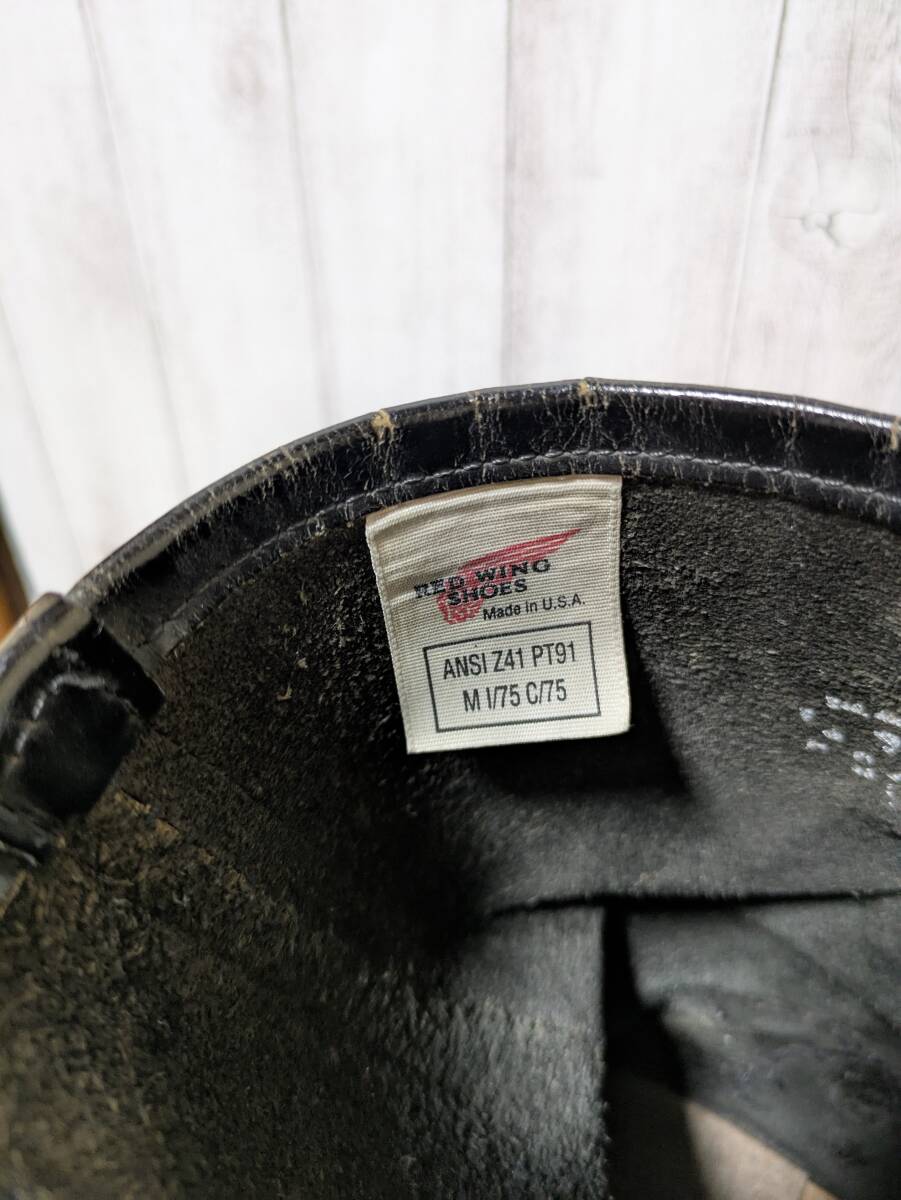 RED WING
SHOES
Made in U.S.A.
ANSI Z41 PT91
M I/75 C/75